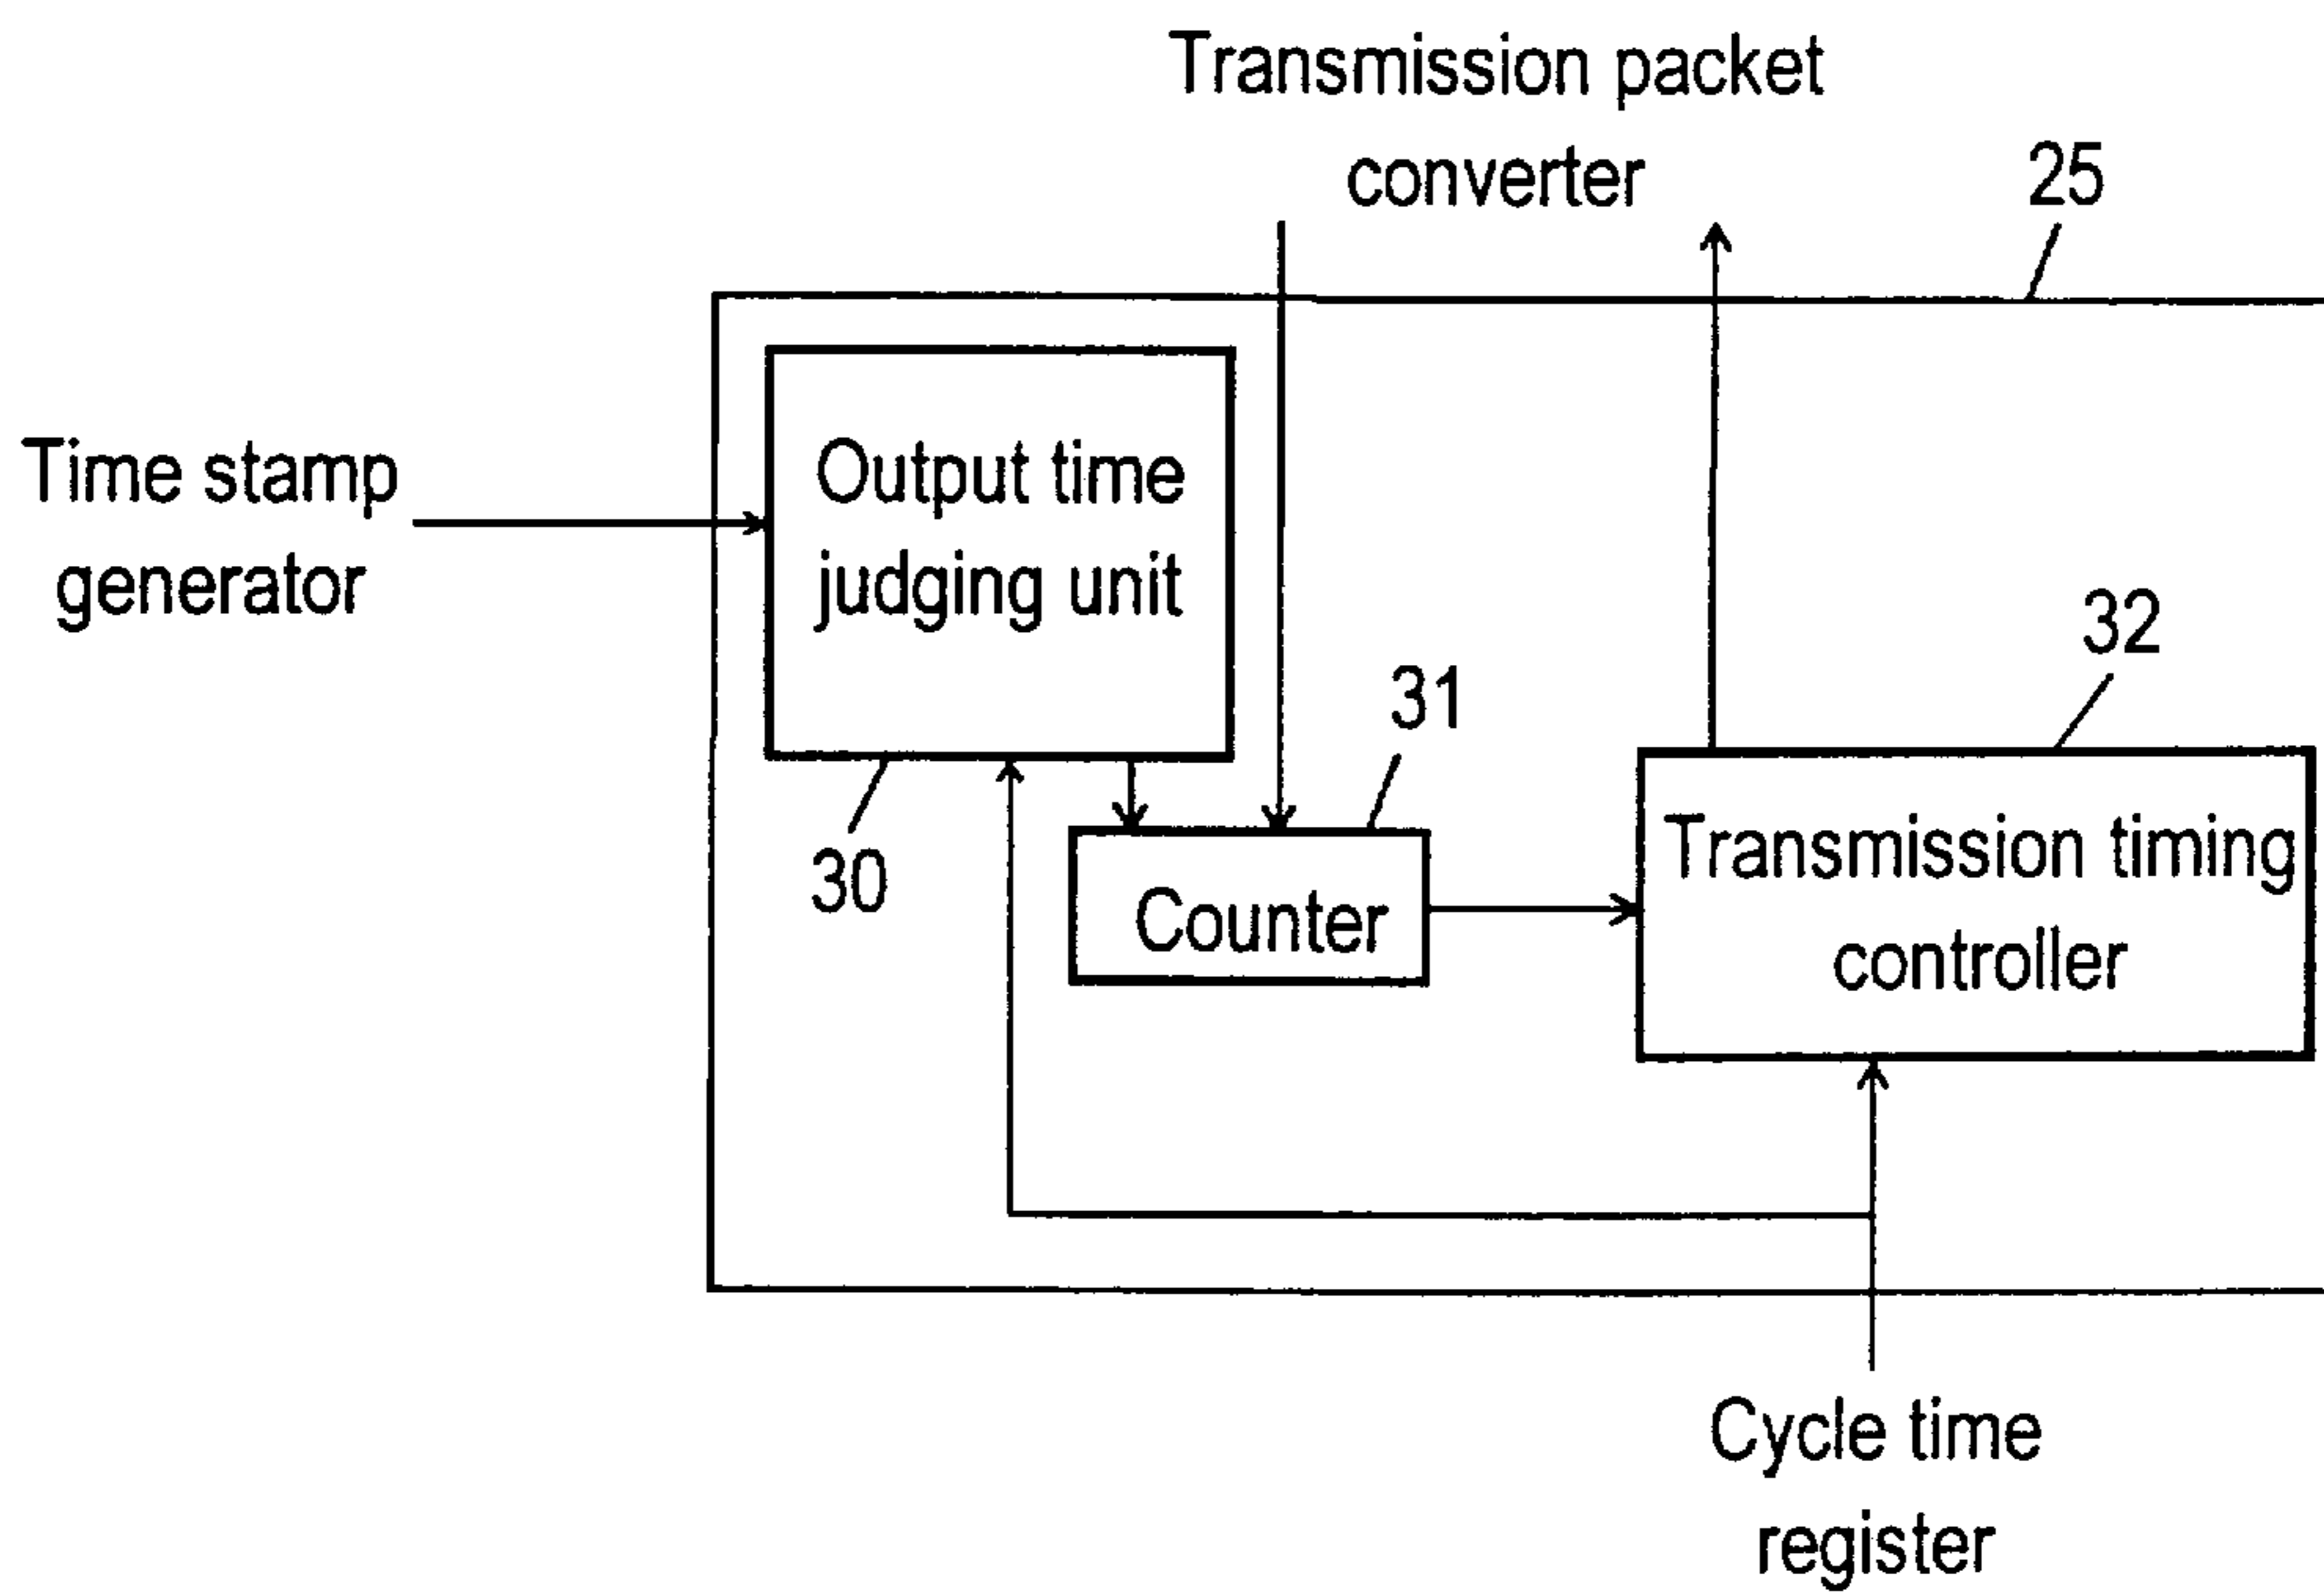 Transmission packet
converter
25
Time stamp
generator
Output time
judging unit
32
31
30
Counter
Transmission timing
controller
Cycle time
register